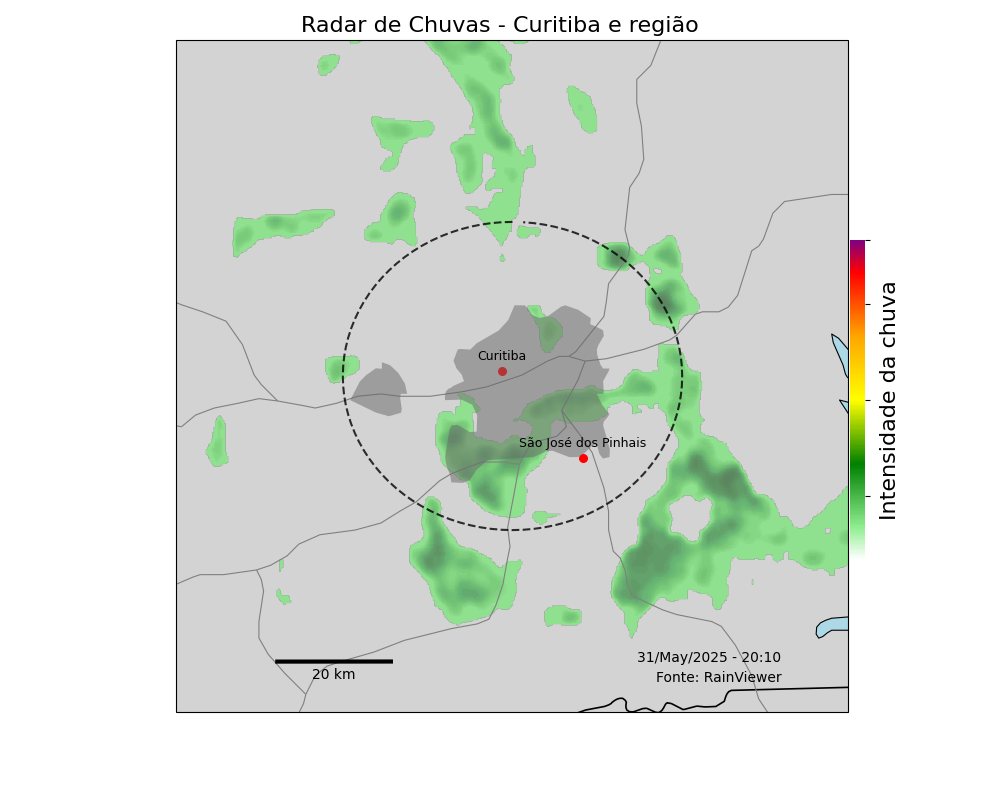 Radar de Chuvas - Curitiba e região
Curitiba
São José dos Pinhais
Intensidade da chuva
31/May/2025 - 20:10
Fonte: RainViewer
20 km